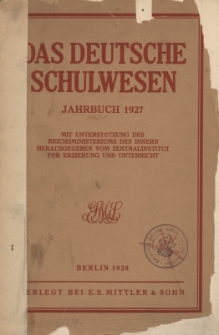 DAS DEUTSCHE
SCHULWESEN
JAHRBUCH 1927
MIT UNTERSTÜTZUNG DES
REICHSMINISTERIUMS DES INNERN
HERAUSGEGEBEN VOM ZENTRALINSTITUT
FÜR ERZIEHUNG UND UNTERRICHT
BERLIN 1928
ERLEGT BEI E. S. MITTLER & SOHN